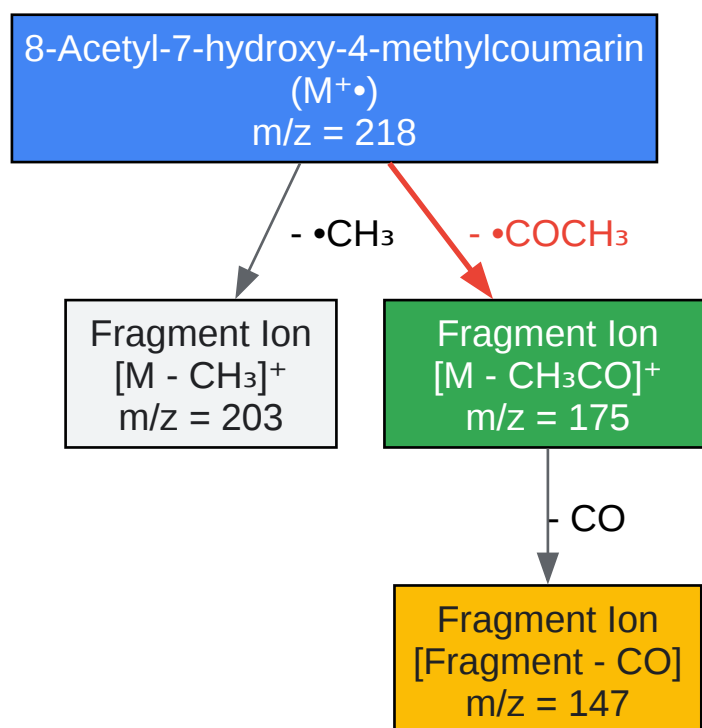 8-Acetyl-7-hydroxy-4-methylcoumarin
(M⁺•)
m/z = 218
- •CH₃
- •COCH₃
Fragment Ion
[M - CH₃]⁺
m/z = 203
Fragment Ion
[M - CH₃CO]⁺
m/z = 175
- CO
Fragment Ion
[Fragment - CO]
m/z = 147